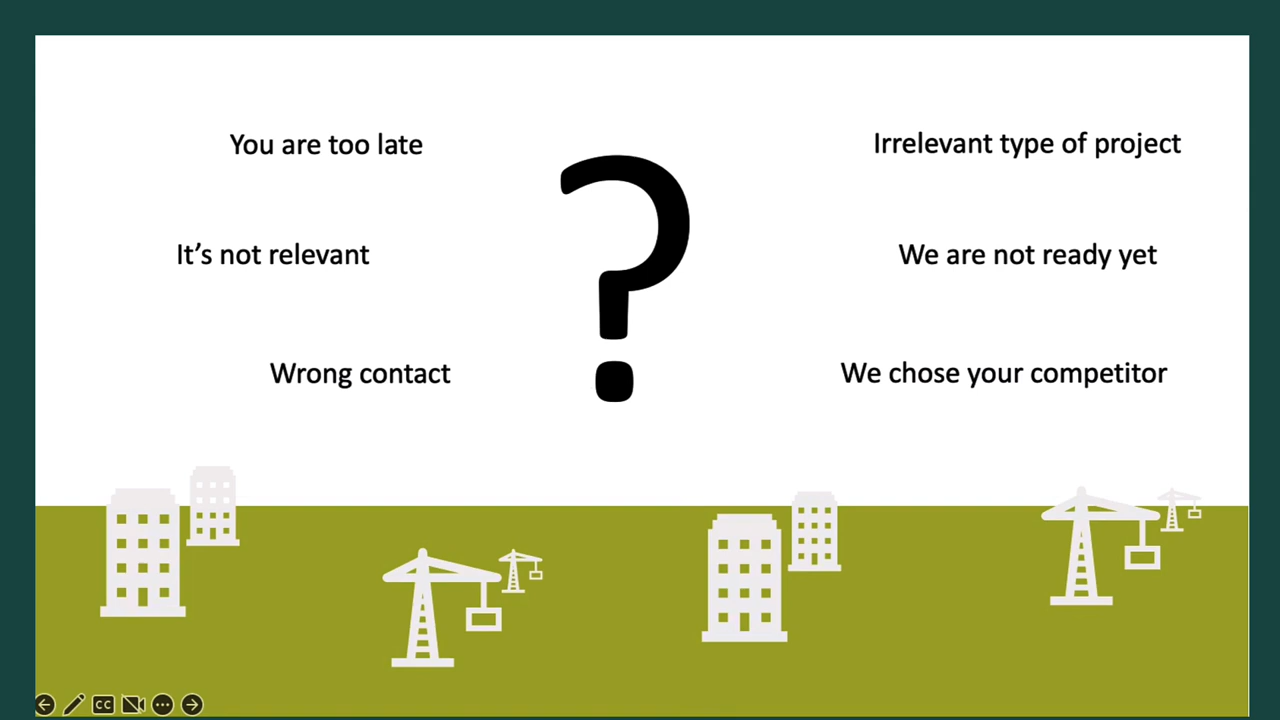 You are too late
Irrelevant type of project
It’s not relevant
We are not ready yet
Wrong contact
We chose your competitor
?
CC